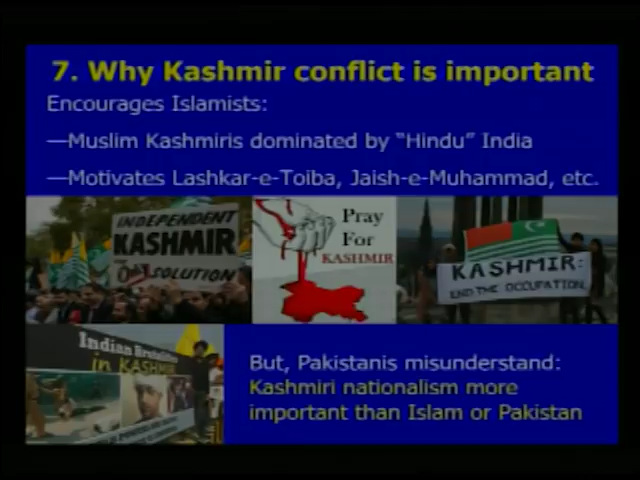 7. Why Kashmir conflict is important
Encourages Islamists:
—Muslim Kashmiris dominated by “Hindu” India
—Motivates Lashkar-e-Toiba, Jaish-e-Muhammad, etc.
INDEPENDENT
KASHMIR
SOLUTION
Pray
For
KASHMIR
KASHMIR:
END THE OCCUPATION
Indian Brutalities
in KASHMIR
But, Pakistanis misunderstand:
Kashmiri nationalism more
important than Islam or Pakistan